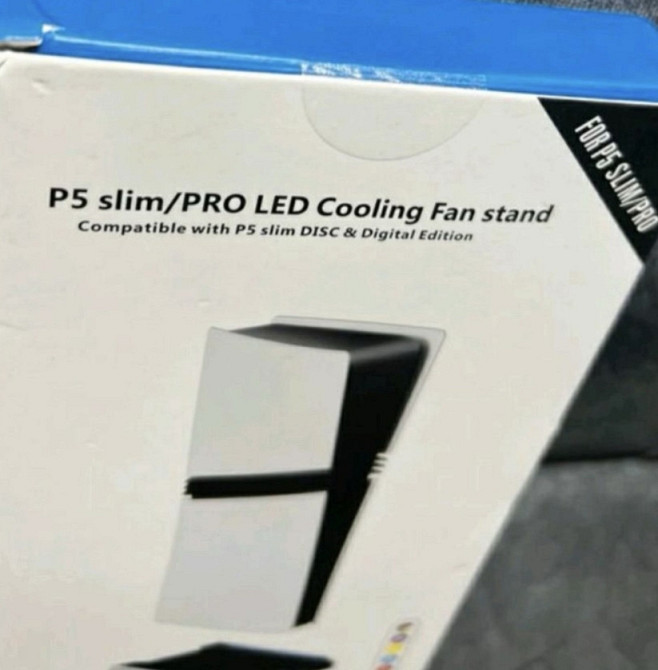 P5 slim/PRO LED Cooling Fan stand
Compatible with P5 slim DISC & Digital Edition
FOR P5 SLIM/PRO